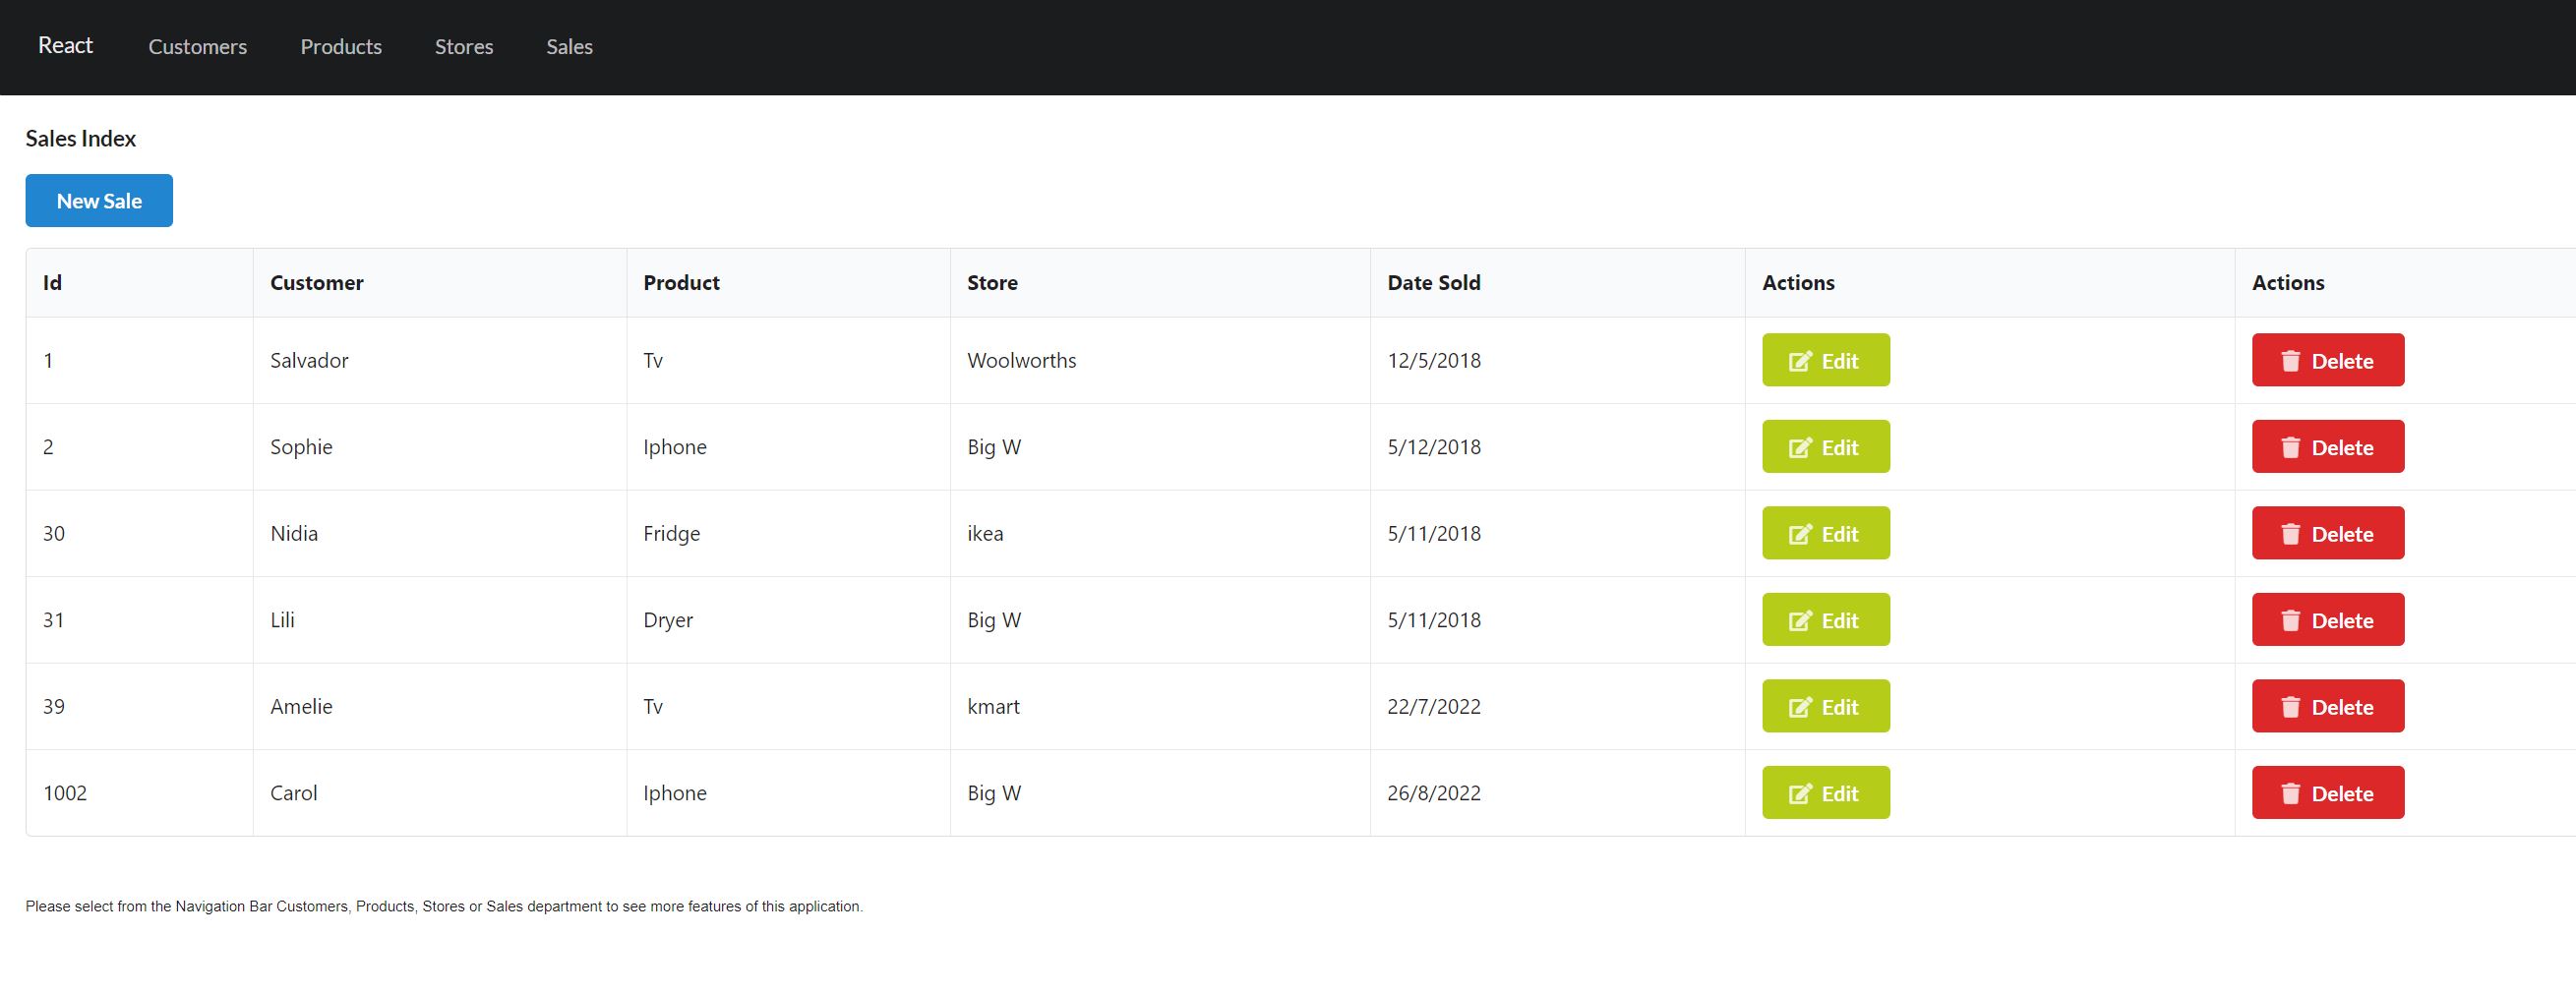 React Customers Products Stores Sales
Sales Index
New Sale
Id Customer Product Store Date Sold Actions Actions
1 Salvador Tv Woolworths 12/5/2018 Edit Delete
2 Sophie Iphone Big W 5/12/2018 Edit Delete
30 Nidia Fridge ikea 5/11/2018 Edit Delete
31 Lili Dryer Big W 5/11/2018 Edit Delete
39 Amelie Tv kmart 22/7/2022 Edit Delete
1002 Carol Iphone Big W 26/8/2022 Edit Delete
Please select from the Navigation Bar Customers, Products, Stores or Sales department to see more features of this application.